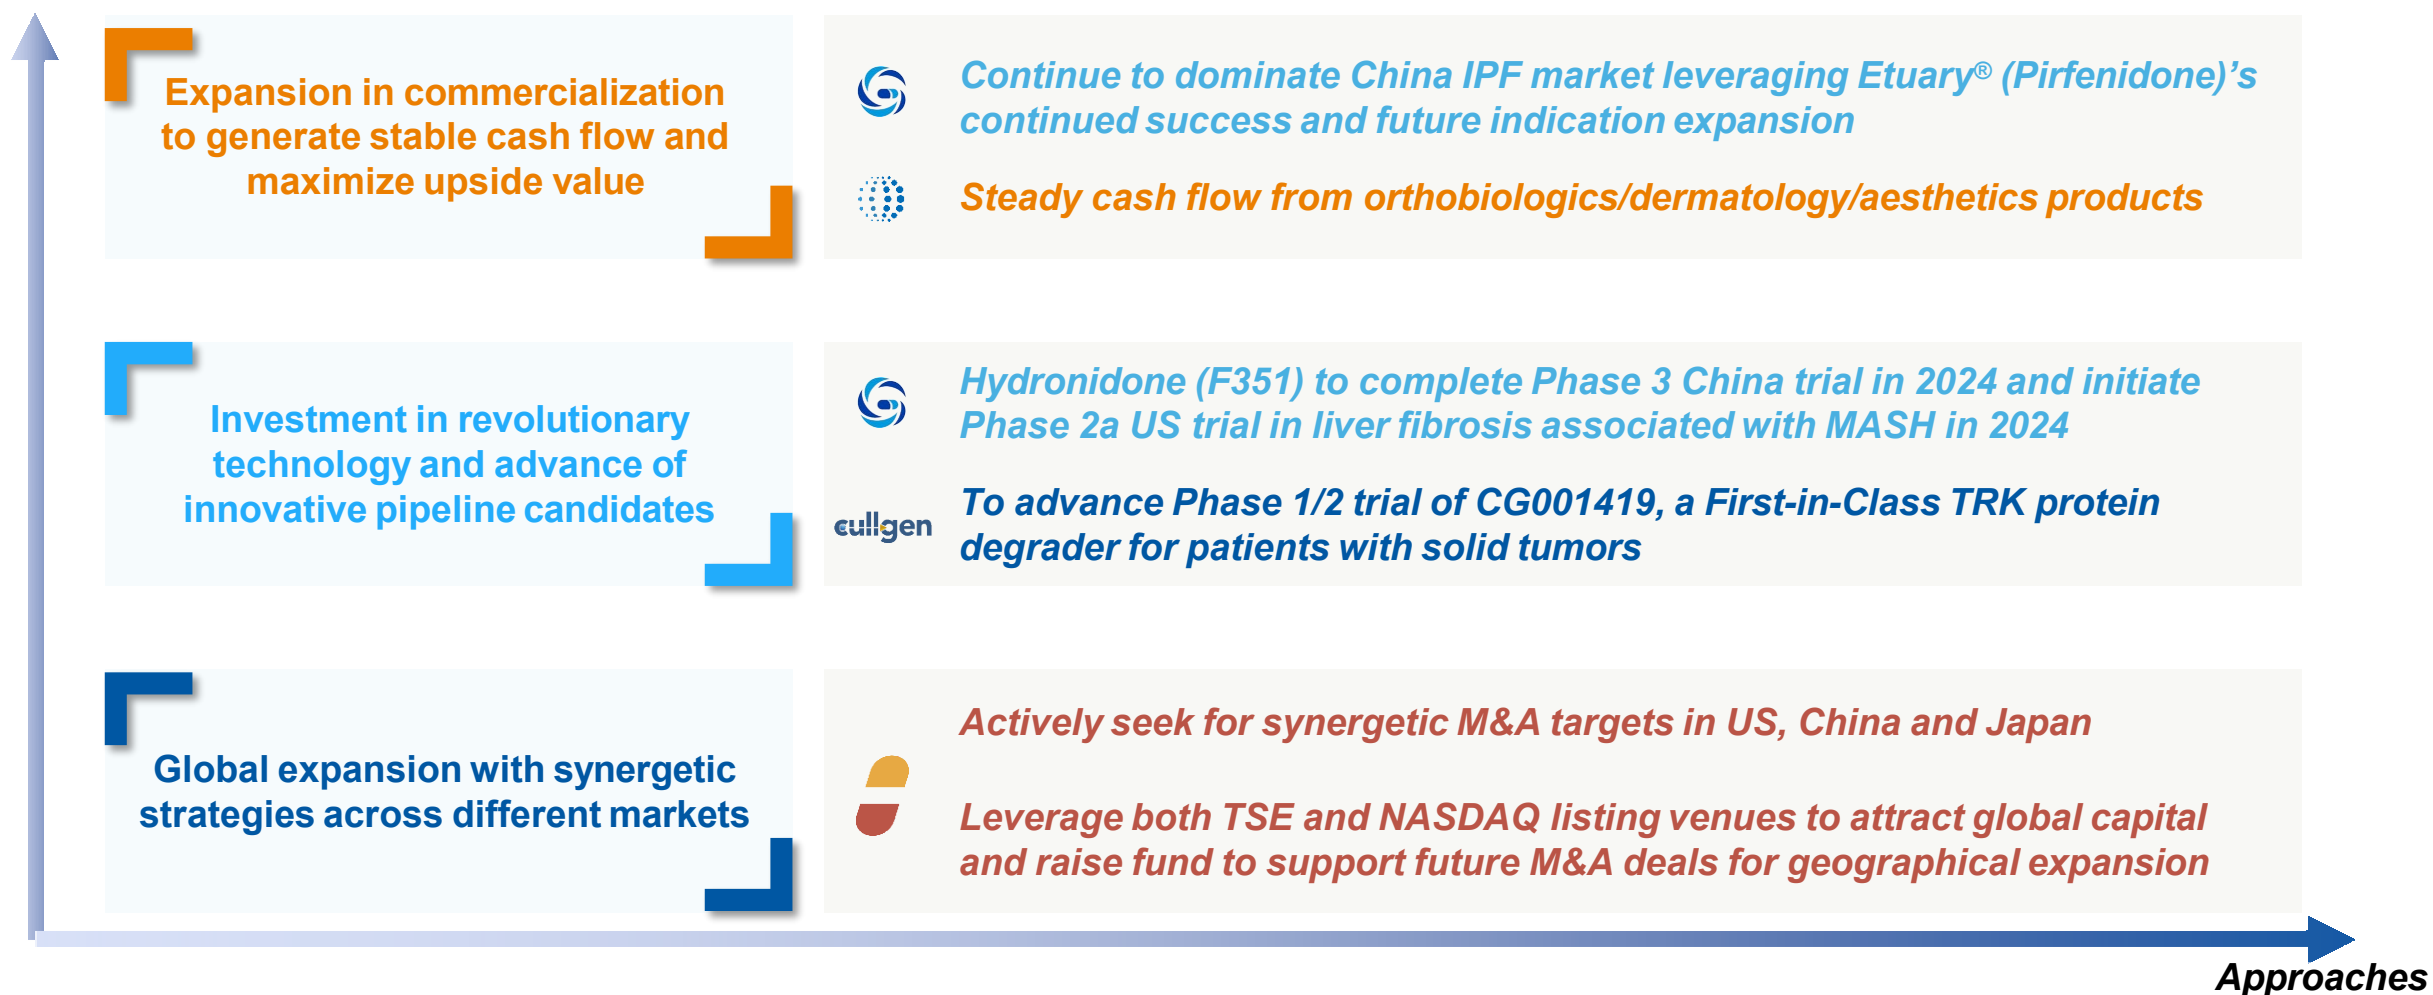 Expansion in commercialization
to generate stable cash flow and
maximize upside value
Continue to dominate China IPF market leveraging Etuary® (Pirfenidone)’s
continued success and future indication expansion
Steady cash flow from orthobiologics/dermatology/aesthetics products
Investment in revolutionary
technology and advance of
innovative pipeline candidates
Hydronidone (F351) to complete Phase 3 China trial in 2024 and initiate
Phase 2a US trial in liver fibrosis associated with MASH in 2024
cullgen
To advance Phase 1/2 trial of CG001419, a First-in-Class TRK protein
degrader for patients with solid tumors
Global expansion with synergetic
strategies across different markets
Actively seek for synergetic M&A targets in US, China and Japan
Leverage both TSE and NASDAQ listing venues to attract global capital
and raise fund to support future M&A deals for geographical expansion
Approaches